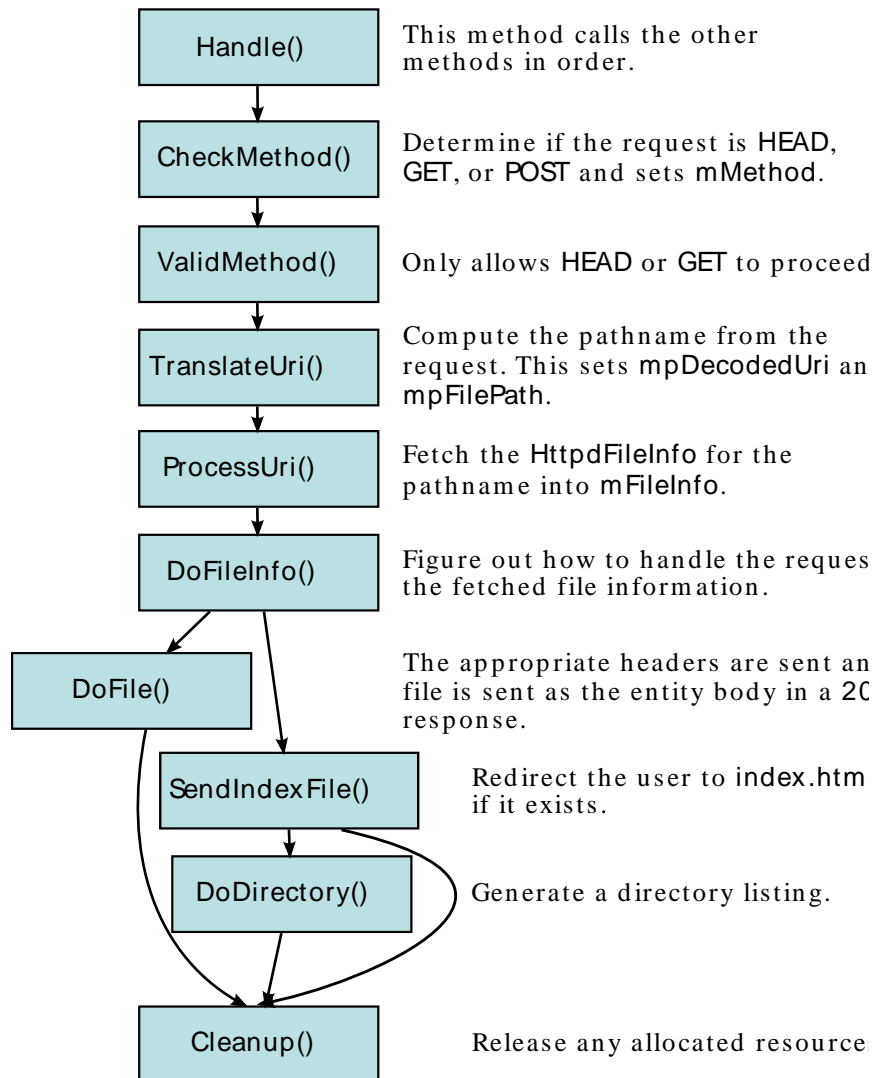 Handle()
This method calls the other
methods in order.
CheckMethod()
Determine if the request is HEAD,
GET, or POST and sets mMethod.
ValidMethod()
Only allows HEAD or GET to proceed
TranslateUri()
Compute the pathname from the
request. This sets mpDecodedUri an
mpFilePath.
ProcessUri()
Fetch the HttpdFileInfo for the
pathname into mFileInfo.
DoFileInfo()
Figure out how to handle the reques
the fetched file information.
DoFile()
The appropriate headers are sent an
file is sent as the entity body in a 20
response.
SendIndexFile()
Redirect the user to index.htm
if it exists.
DoDirectory()
Generate a directory listing.
Cleanup()
Release any allocated resources